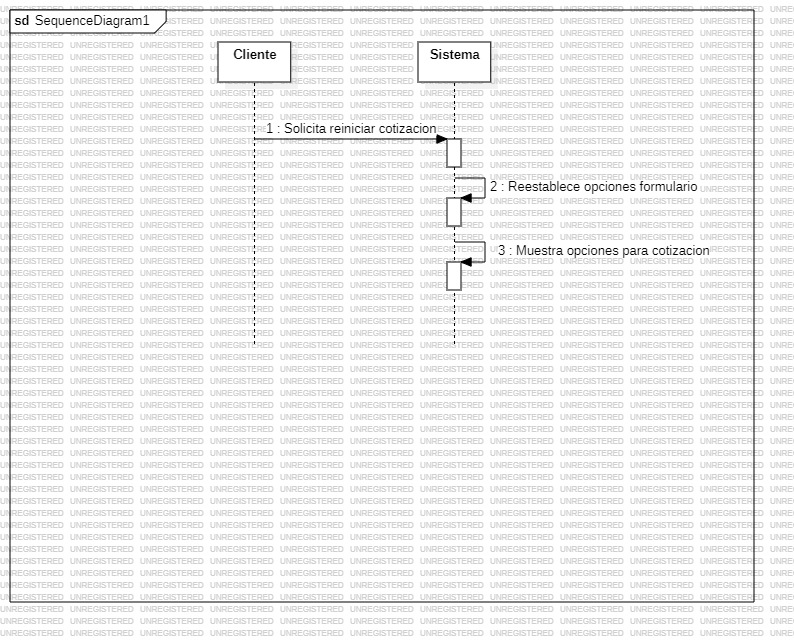 sd SequenceDiagram1
Cliente
Sistema
1 : Solicita reiniciar cotizacion
2 : Reestablece opciones formulario
3 : Muestra opciones para cotizacion
UNREGISTERED